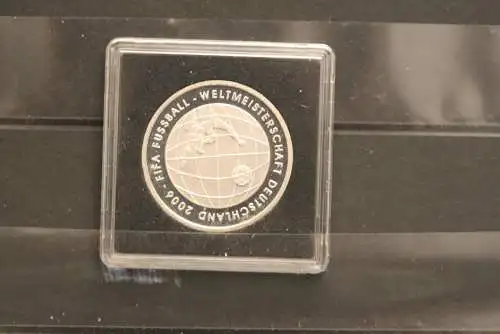 FIFA FUSSBALL - WELTMEISTERSCHAFT DEUTSCHLAND 2006 -